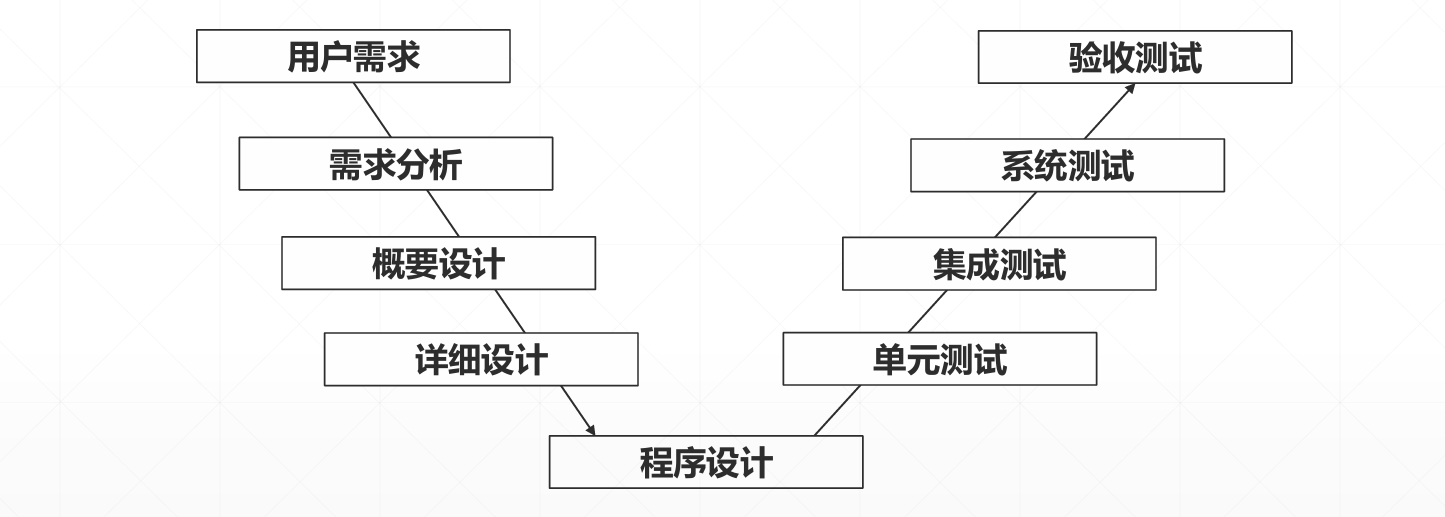 用户需求
验收测试
需求分析
系统测试
概要设计
集成测试
详细设计
单元测试
程序设计